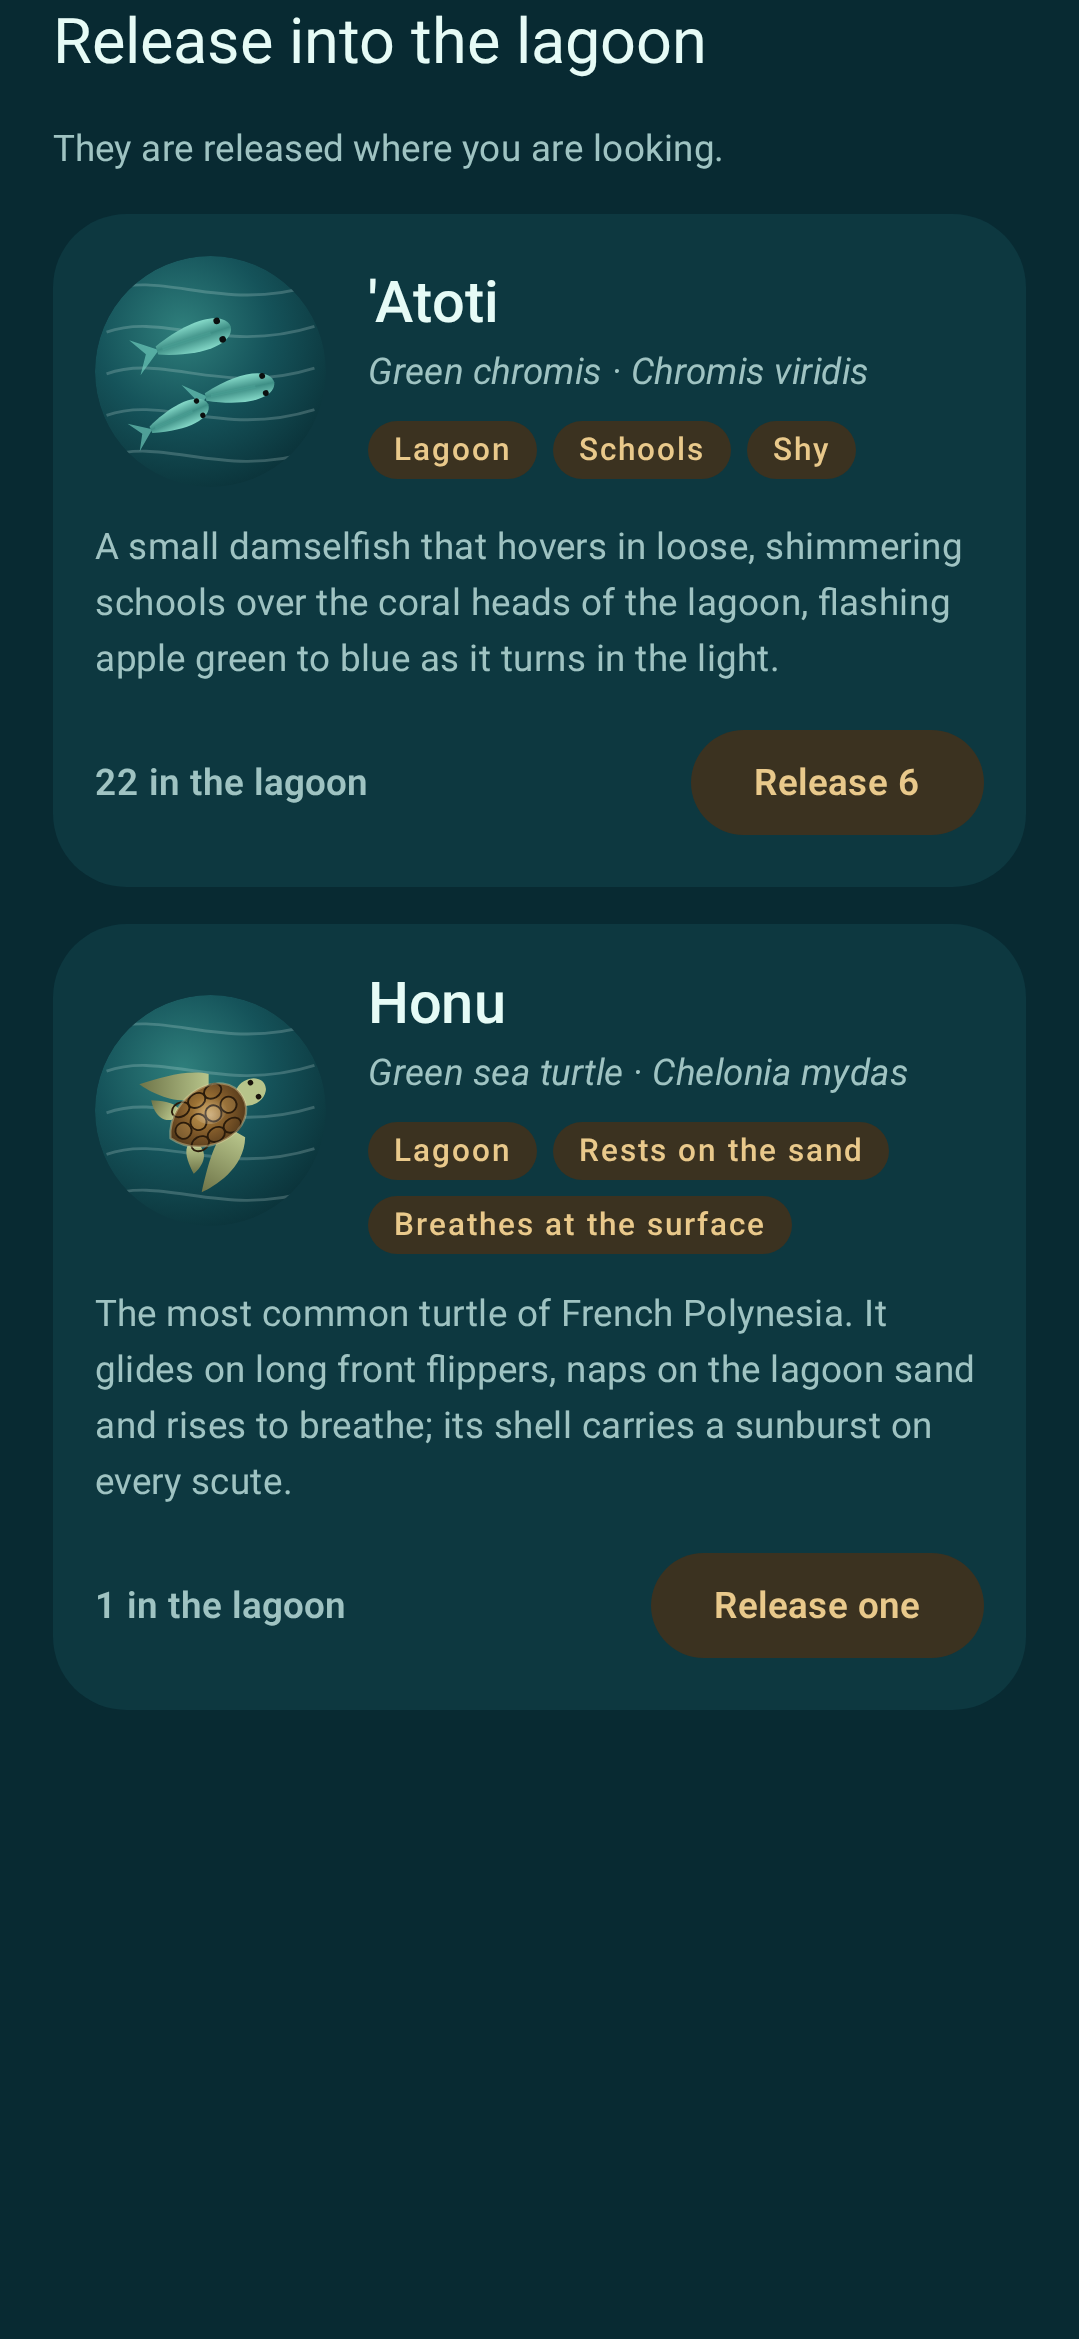 Release into the lagoon
They are released where you are looking.
'Atoti
Green chromis · Chromis viridis
Lagoon Schools Shy
A small damselfish that hovers in loose, shimmering
schools over the coral heads of the lagoon, flashing
apple green to blue as it turns in the light.
22 in the lagoon Release 6
Honu
Green sea turtle · Chelonia mydas
Lagoon Rests on the sand
Breathes at the surface
The most common turtle of French Polynesia. It
glides on long front flippers, naps on the lagoon sand
and rises to breathe; its shell carries a sunburst on
every scute.
1 in the lagoon Release one